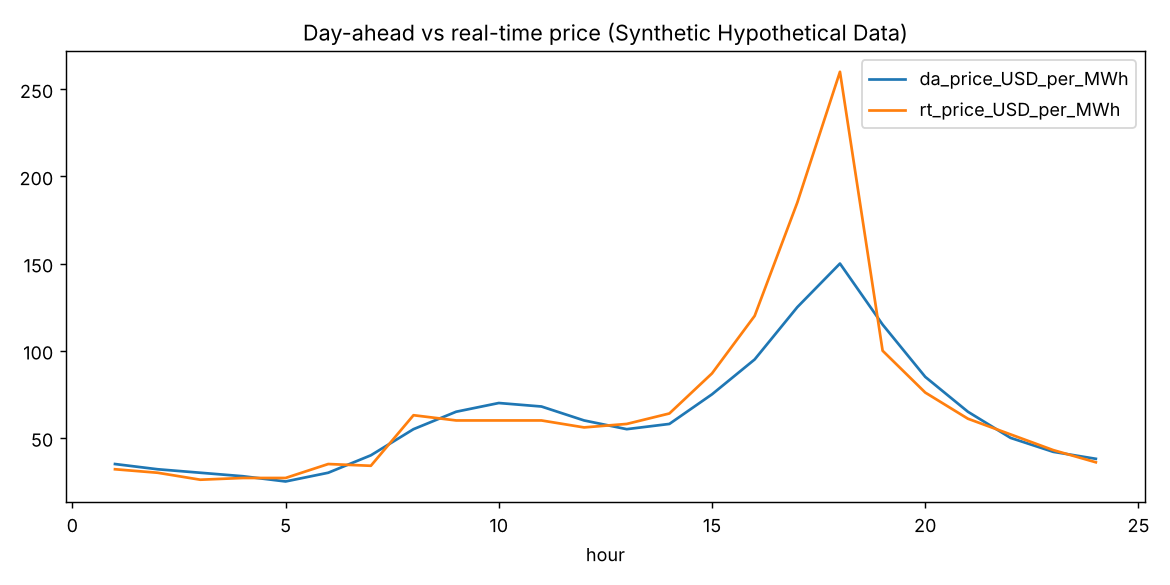 Day-ahead vs real-time price (Synthetic Hypothetical Data)
da_price_USD_per_MWh
rt_price_USD_per_MWh
250
200
150
100
50
0 5 10 15 20 25
hour